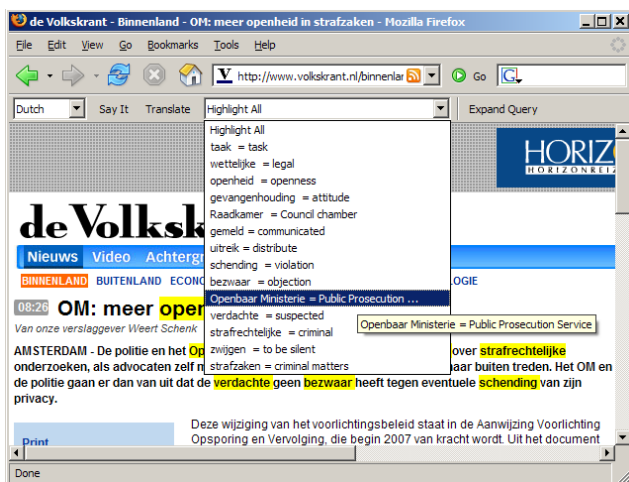 de Volkskrant - Binnenland - OM: meer openheid in strafzaken - Mozilla Firefox
File Edit View Go Bookmarks Tools Help
V http://www.volkskrant.nl/binnenlar Go G
Dutch Say It Translate Highlight All Expand Query
Highlight All
taak = task
wettelijke = legal
openheid = openness
gevangenhouding = attitude
Raadkamer = Council chamber
gemeld = communicated
uitreik = distribute
schending = violation
bezwaar = objection
Openbaar Ministerie = Public Prosecution ...
verdachte = suspected
strafrechtelijke = criminal
zwijgen = to be silent
strafzaken = criminal matters
Openbaar Ministerie = Public Prosecution Service
HORIZ
HORIZONREIZ
de Volksk
Nieuws Video Achterg
BINNENLAND BUITENLAND ECON OGIE
08:26 OM: meer oper
Van onze verslaggever Weert Schenk
AMSTERDAM - De politie en het Op over strafrechtelijke
onderzoeken, als advocaten zelf n naar buiten treden. Het OM en
de politie gaan er dan van uit dat de verdachte geen bezwaar heeft tegen eventuele schending van zijn
privacy.
Print
Deze wijziging van het voorlichtingsbeleid staat in de Aanwijzing Voorlichting
Opsporing en Vervolging, die begin 2007 van kracht wordt. Uit het document
Done